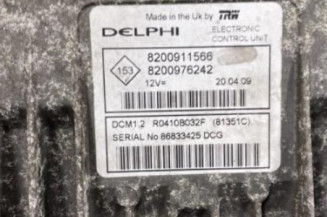 Made in the Uk by TRW
DELPHI
ELECTRONIC
CONTROL UNIT
8200911566
153
8200976242
12V=
20.04.09
DCM1.2 R0410B032F (81351C)
SERIAL No 86833425 DCG